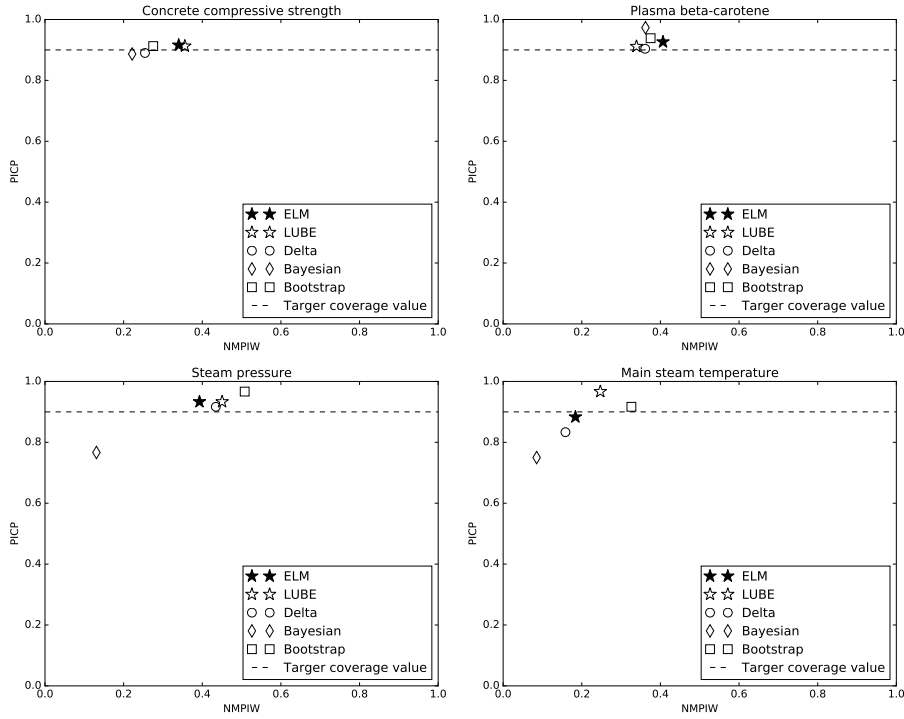 Concrete compressive strength
1.0
0.8
0.6
0.4
0.2
0.0
PICP
ELM
LUBE
Delta
Bayesian
Bootstrap
Targer coverage value
0.0 0.2 0.4 0.6 0.8 1.0
NMPIW
Plasma beta-carotene
1.0
0.8
0.6
0.4
0.2
0.0
PICP
ELM
LUBE
Delta
Bayesian
Bootstrap
Targer coverage value
0.0 0.2 0.4 0.6 0.8 1.0
NMPIW
Steam pressure
1.0
0.8
0.6
0.4
0.2
0.0
PICP
ELM
LUBE
Delta
Bayesian
Bootstrap
Targer coverage value
0.0 0.2 0.4 0.6 0.8 1.0
NMPIW
Main steam temperature
1.0
0.8
0.6
0.4
0.2
0.0
PICP
ELM
LUBE
Delta
Bayesian
Bootstrap
Targer coverage value
0.0 0.2 0.4 0.6 0.8 1.0
NMPIW